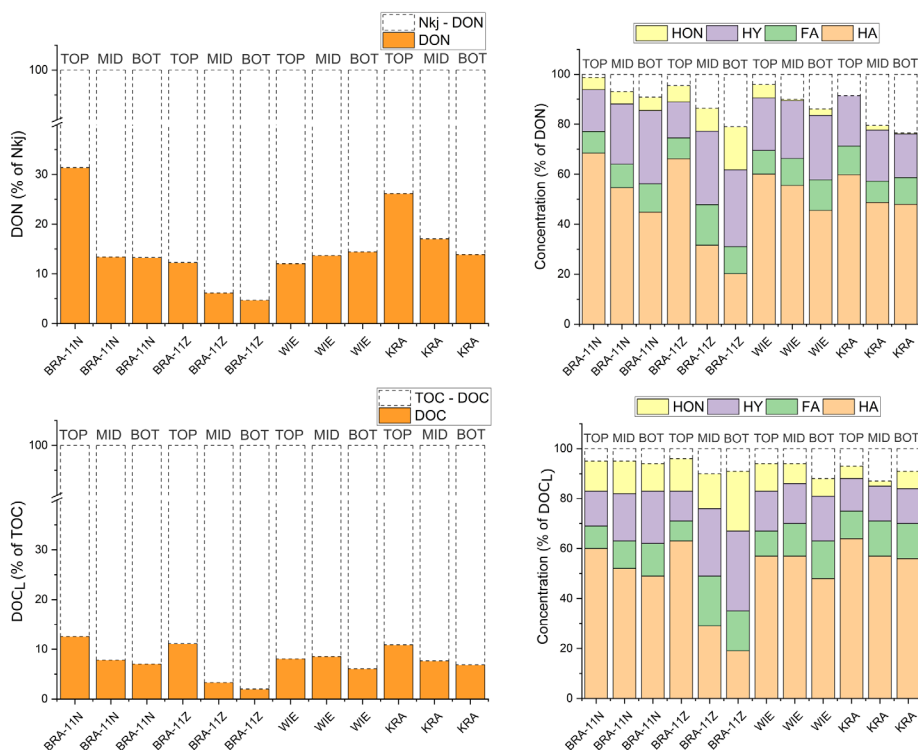 Nkj - DON
DON
TOP MID BOT TOP MID BOT TOP MID BOT TOP MID BOT
DON (% of Nkj)
100
30
20
10
0
BRA-11N BRA-11N BRA-11N BRA-11Z BRA-11Z BRA-11Z WIE WIE WIE KRA KRA KRA
HON HY FA HA
TOP MID BOT TOP MID BOT TOP MID BOT TOP MID BOT
Concentration (% of DON)
100
80
60
40
20
0
BRA-11N BRA-11N BRA-11N BRA-11Z BRA-11Z BRA-11Z WIE WIE WIE KRA KRA KRA
TOC - DOC
DOC
TOP MID BOT TOP MID BOT TOP MID BOT TOP MID BOT
DOCL (% of TOC)
100
30
20
10
0
BRA-11N BRA-11N BRA-11N BRA-11Z BRA-11Z BRA-11Z WIE WIE WIE KRA KRA KRA
HON HY FA HA
TOP MID BOT TOP MID BOT TOP MID BOT TOP MID BOT
Concentration (% of DOCL)
100
80
60
40
20
0
BRA-11N BRA-11N BRA-11N BRA-11Z BRA-11Z BRA-11Z WIE WIE WIE KRA KRA KRA